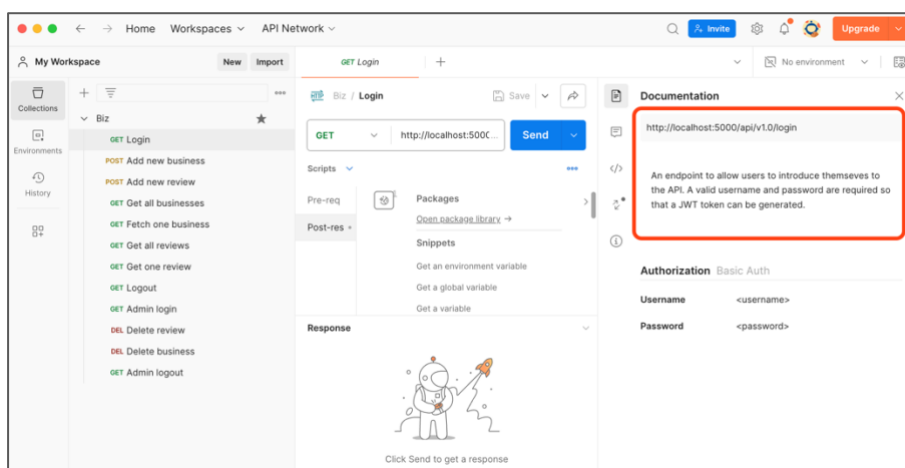 Home Workspaces API Network Invite Upgrade
My Workspace New Import GET Login No environment
Collections
Environments
History
Biz
GET Login
POST Add new business
POST Add new review
GET Get all businesses
GET Fetch one business
GET Get all reviews
GET Get one review
GET Logout
GET Admin login
DEL Delete review
DEL Delete business
GET Admin logout
Biz / Login Save
GET http://localhost:500C... Send
Scripts
Pre-req
Post-res
Packages
Open package library →
Snippets
Get an environment variable
Get a global variable
Get a variable
Response
Click Send to get a response
Documentation
http://localhost:5000/api/v1.0/login
An endpoint to allow users to introduce themseves to
the API. A valid username and password are required so
that a JWT token can be generated.
Authorization Basic Auth
Username <username>
Password <password>